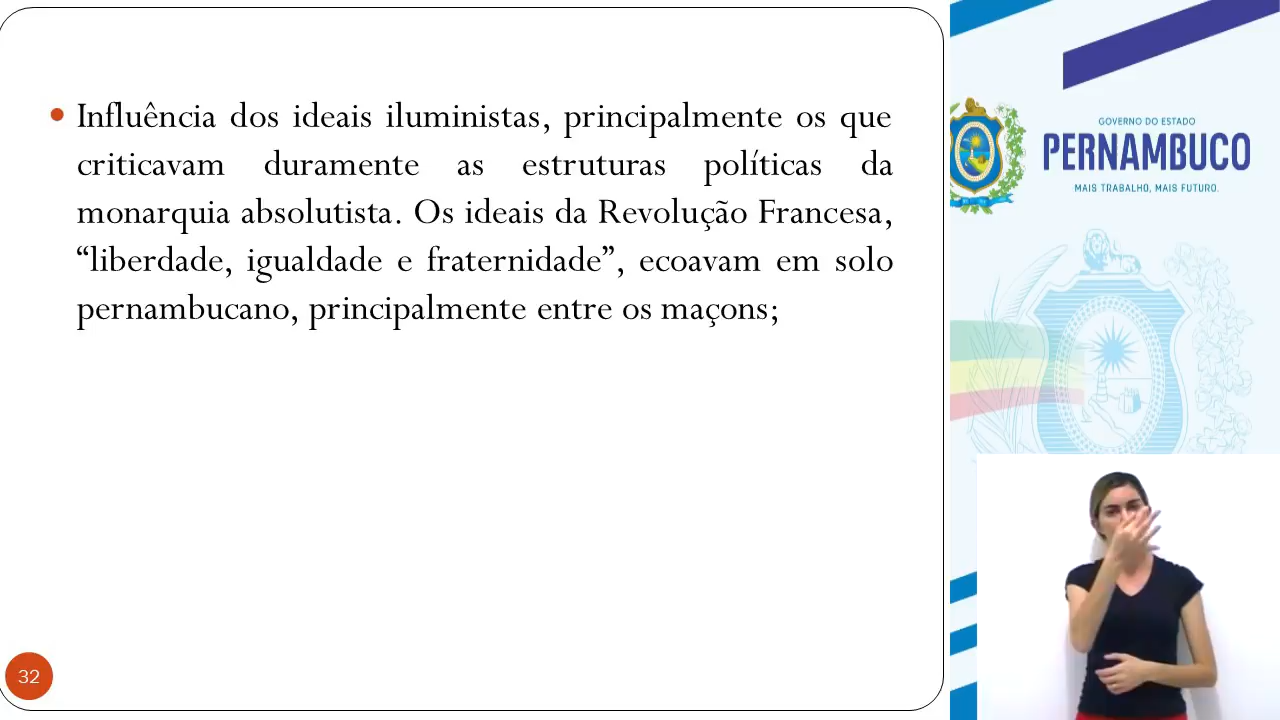 Influência dos ideais iluministas, principalmente os que
criticavam duramente as estruturas políticas da
monarquia absolutista. Os ideais da Revolução Francesa,
“liberdade, igualdade e fraternidade”, ecoavam em solo
pernambucano, principalmente entre os maçons;
32
GOVERNO DO ESTADO
PERNAMBUCO
MAIS TRABALHO, MAIS FUTURO.